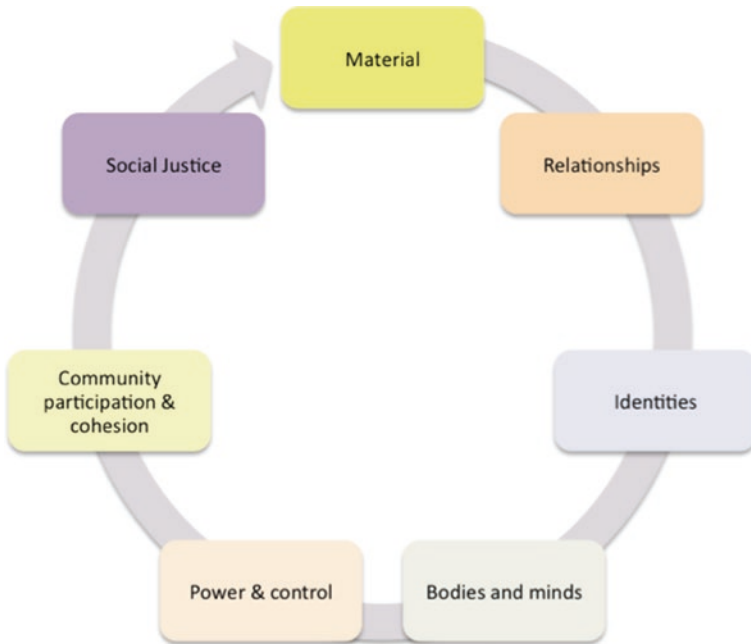 Material
Relationships
Identities
Bodies and minds
Power & control
Community
participation &
cohesion
Social Justice